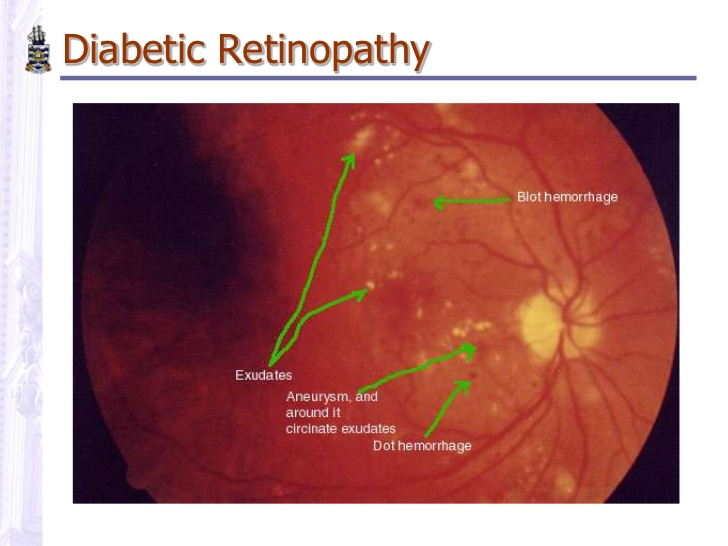 Diabetic Retinopathy
Blot hemorrhage
Exudates
Aneurysm, and
around it
circinate exudates
Dot hemorrhage